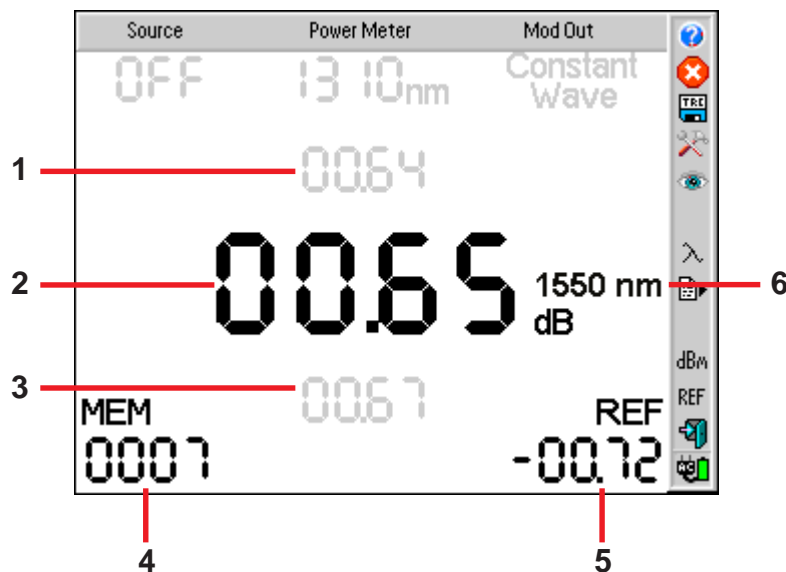 Source Power Meter Mod Out
OFF 1310nm Constant Wave
TRC
1 00.64
2 00.65 1550 nm 6
dB
3 00.67
dBm
REF
MEM REF
0007 -00.72
4 5